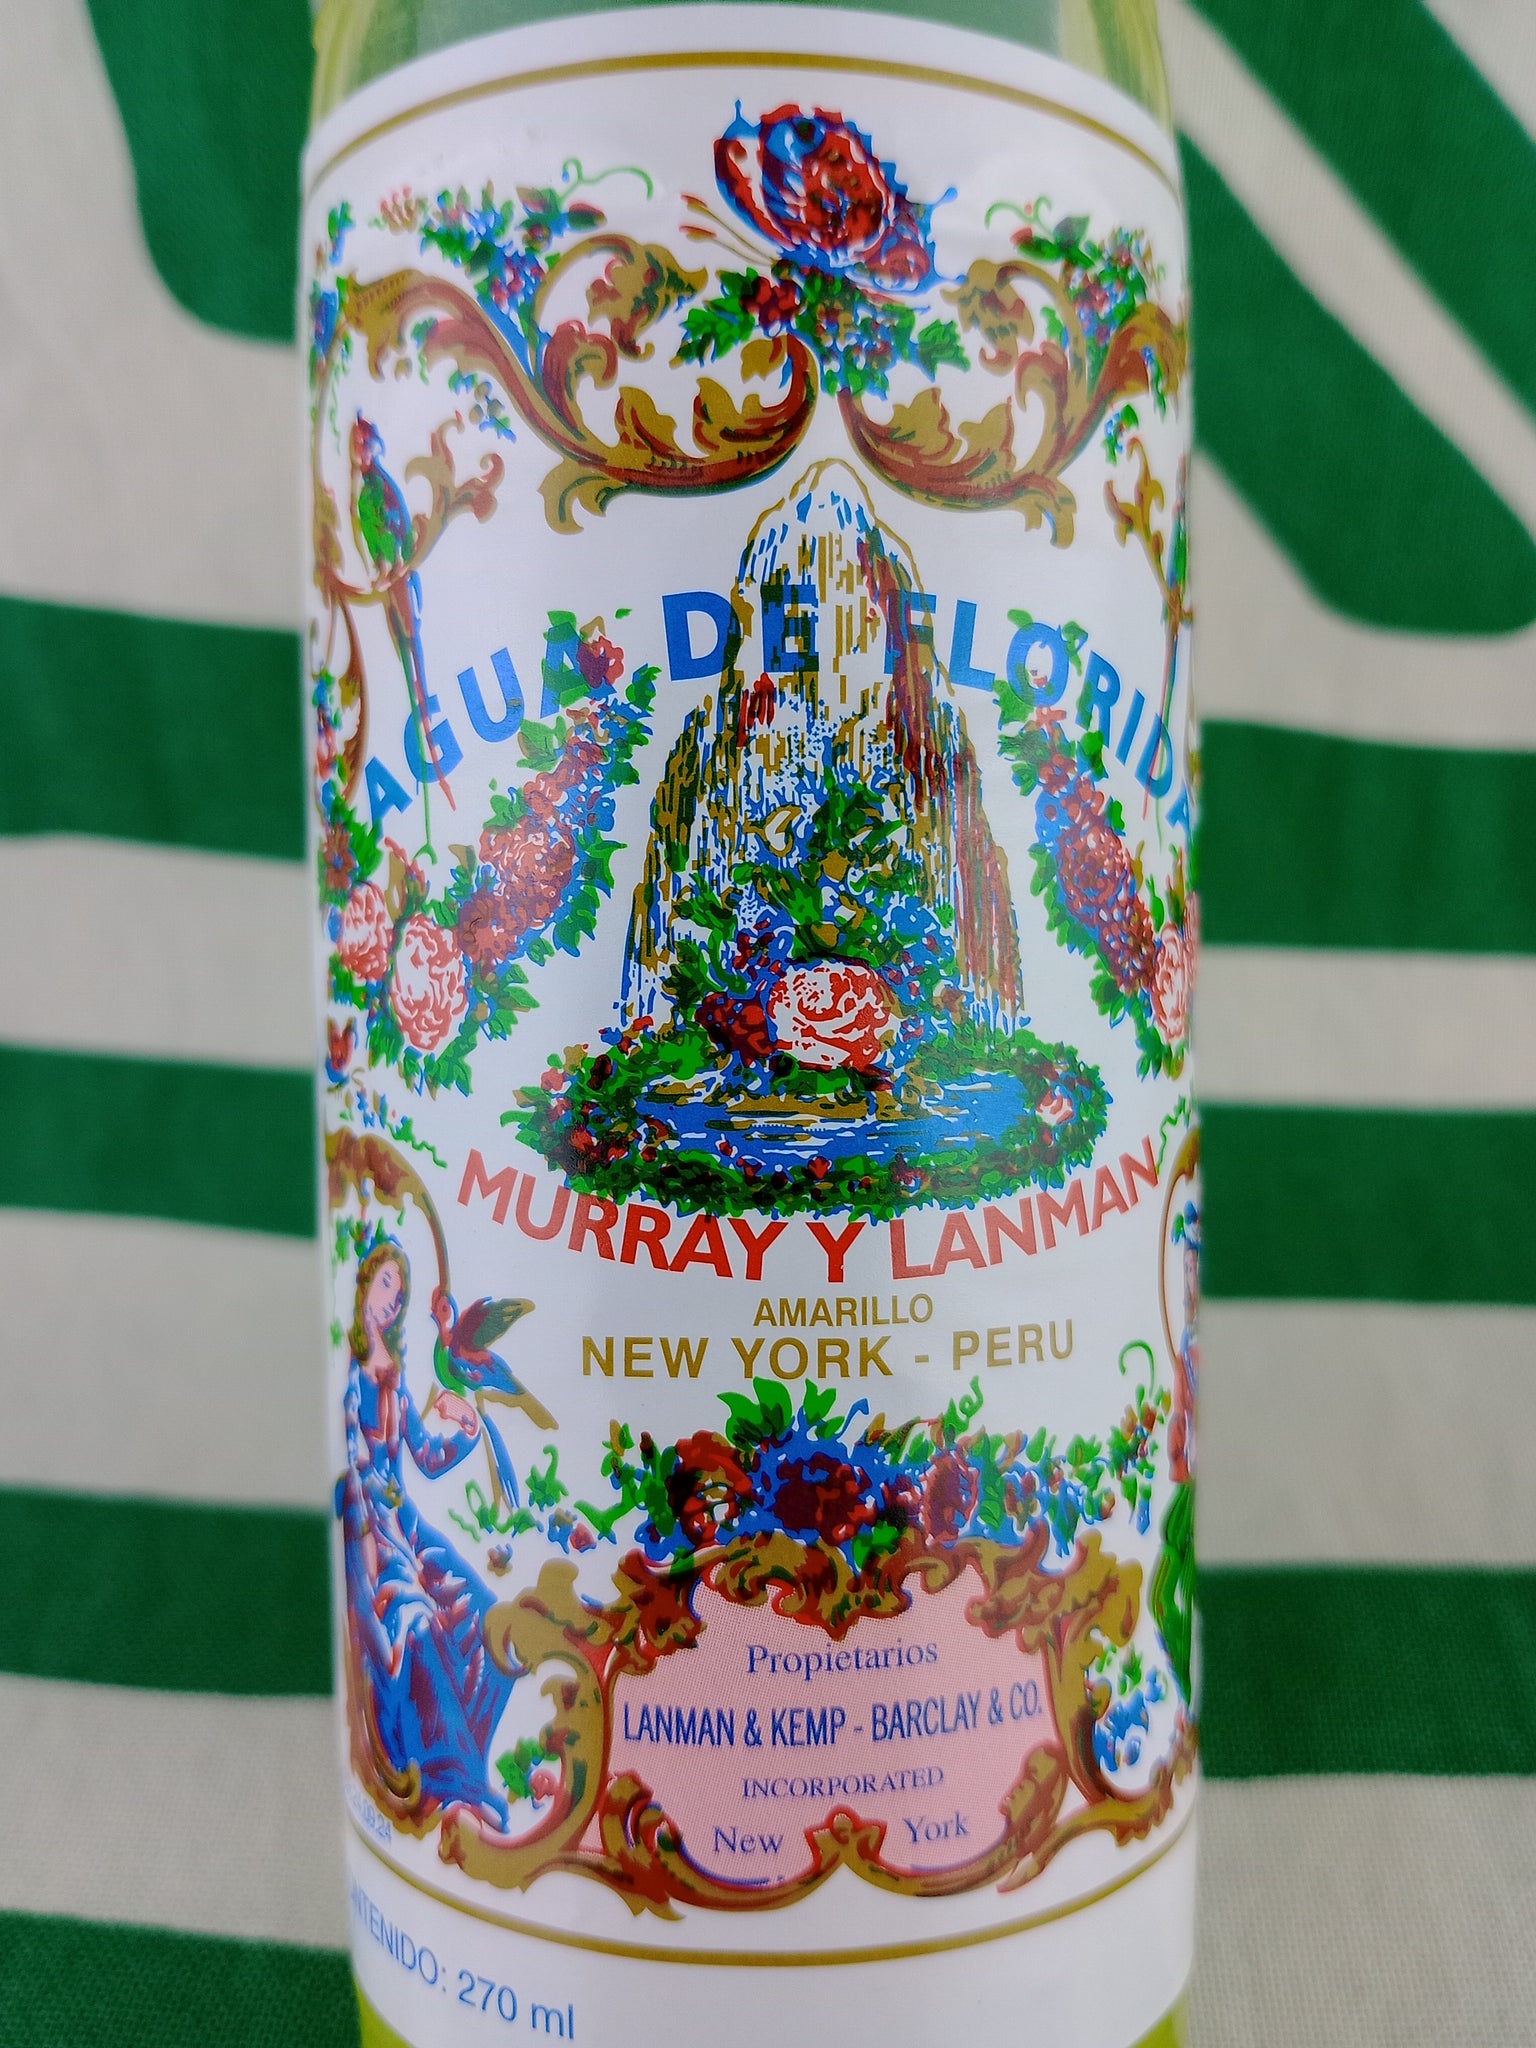 AGUA DE FLORIDA
MURRAY Y LANMAN
AMARILLO
NEW YORK - PERU
Propietarios
LANMAN & KEMP - BARCLAY & CO.
INCORPORATED
New York
270 ml